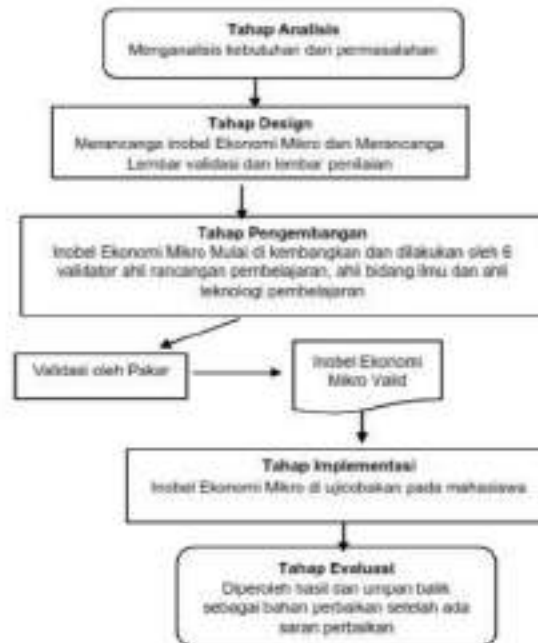 Tahap Analisis
Menganalisis kebutuhan dan permasalahan
Tahap Design
Merancanga Inobel Ekonomi Mikro dan Merancanga
Lembar validasi dan lembar penilaian
Tahap Pengembangan
Inobel Ekonomi Mikro Mulai di kembangkan dan dilakukan oleh 6
validator ahli rancangan pembelajaran, ahli bidang ilmu dan ahli
teknologi pembelajaran
Validasi oleh Pakar
Inobel Ekonomi
Mikro Valid
Tahap Implementasi
Inobel Ekonomi Mikro di ujicobakan pada mahasiswa
Tahap Evaluasi
Diperoleh hasil dan umpan balik
sebagai bahan perbaikan setelah ada
saran perbaikan